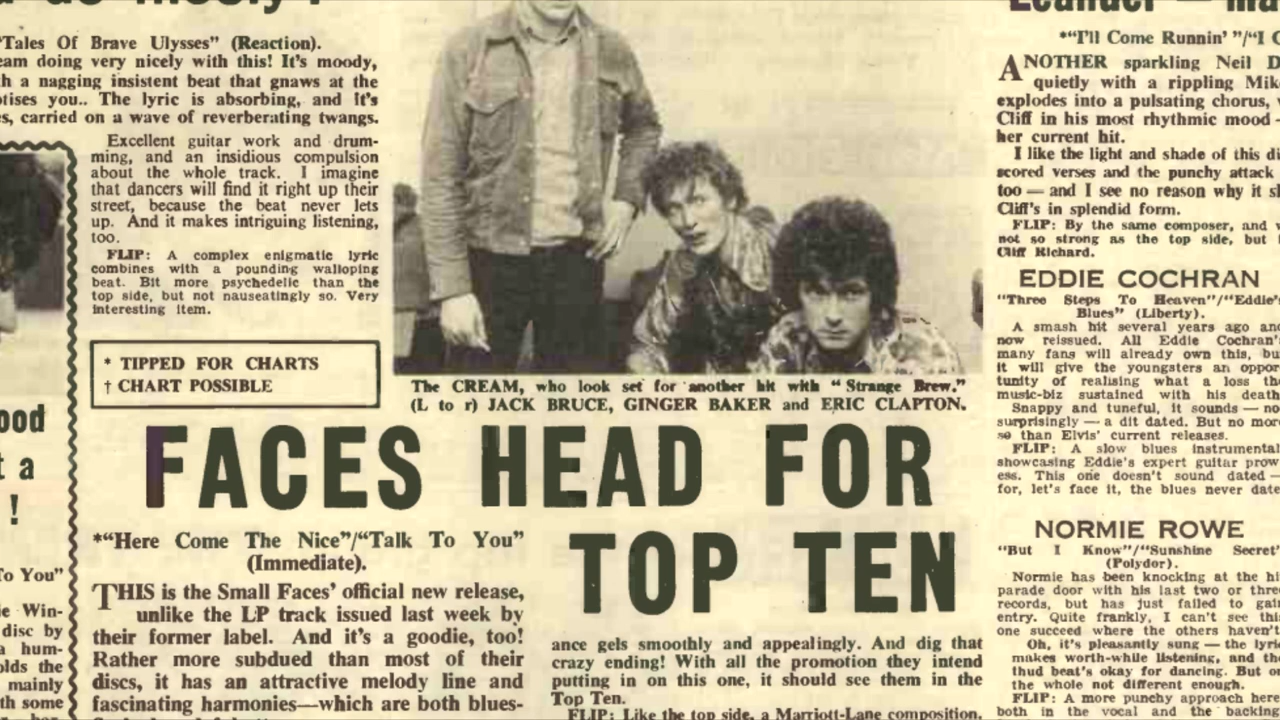 "Tales Of Brave Ulysses" (Reaction).
eam doing very nicely with this! It's moody,
h a nagging insistent beat that gnaws at the
tises you.. The lyric is absorbing, and it's
s, carried on a wave of reverberating twangs.
Excellent guitar work and drum-
ming, and an insidious compulsion
about the whole track. I imagine
that dancers will find it right up their
street, because the beat never lets
up. And it makes intriguing listening,
too.
FLIP: A complex enigmatic lyric
combines with a pounding walloping
beat. Bit more psychedelic than the
top side, but not nauseatingly so. Very
interesting item.
* TIPPED FOR CHARTS
† CHART POSSIBLE
ood
t a
!
To You"
ie Win-
disc by
a hum-
olds the
mainly
th some
The CREAM, who look set for another hit with "Strange Brew."
(L to r) JACK BRUCE, GINGER BAKER and ERIC CLAPTON.
FACES HEAD FOR
TOP TEN
*"Here Come The Nice"/"Talk To You"
(Immediate).
THIS is the Small Faces' official new release,
unlike the LP track issued last week by
their former label. And it's a goodie, too!
Rather more subdued than most of their
discs, it has an attractive melody line and
fascinating harmonies—which are both blues-
ance gels smoothly and appealingly. And dig that
crazy ending! With all the promotion they intend
putting in on this one, it should see them in the
Top Ten.
FLIP: Like the top side, a Marriott-Lane composition.
*"I'll Come Runnin' "/"I C
ANOTHER sparkling Neil D
quietly with a rippling Mik
explodes into a pulsating chorus,
Cliff in his most rhythmic mood -
her current hit.
I like the light and shade of this di
scored verses and the punchy attack
too — and I see no reason why it sh
Cliff's in splendid form.
FLIP: By the same composer, and
not so strong as the top side, but
Cliff Richard.
EDDIE COCHRAN
"Three Steps To Heaven"/"Eddie's
Blues" (Liberty).
A smash hit several years ago and
now reissued. All Eddie Cochran's
many fans will already own this, but
it will give the youngsters an oppor-
tunity of realising what a loss the
music-biz sustained with his death
Snappy and tuneful, it sounds — no
surprisingly — a dit dated. But no more
so than Elvis' current releases.
FLIP: A slow blues instrumental
showcasing Eddie's expert guitar prow-
ess. This one doesn't sound dated —
for, let's face it, the blues never date
NORMIE ROWE
"But I Know"/"Sunshine Secret"
(Polydor).
Normie has been knocking at the hi
parade door with his last two or three
records, but has just failed to gain
entry. Quite frankly, I can't see this
one succeed where the others haven't
Oh, it's pleasantly sung — the lyric
makes worth-while listening, and the
thud beat's okay for dancing. But on
the whole not different enough.
FLIP: A more punchy approach here
both in the vocal and the backing